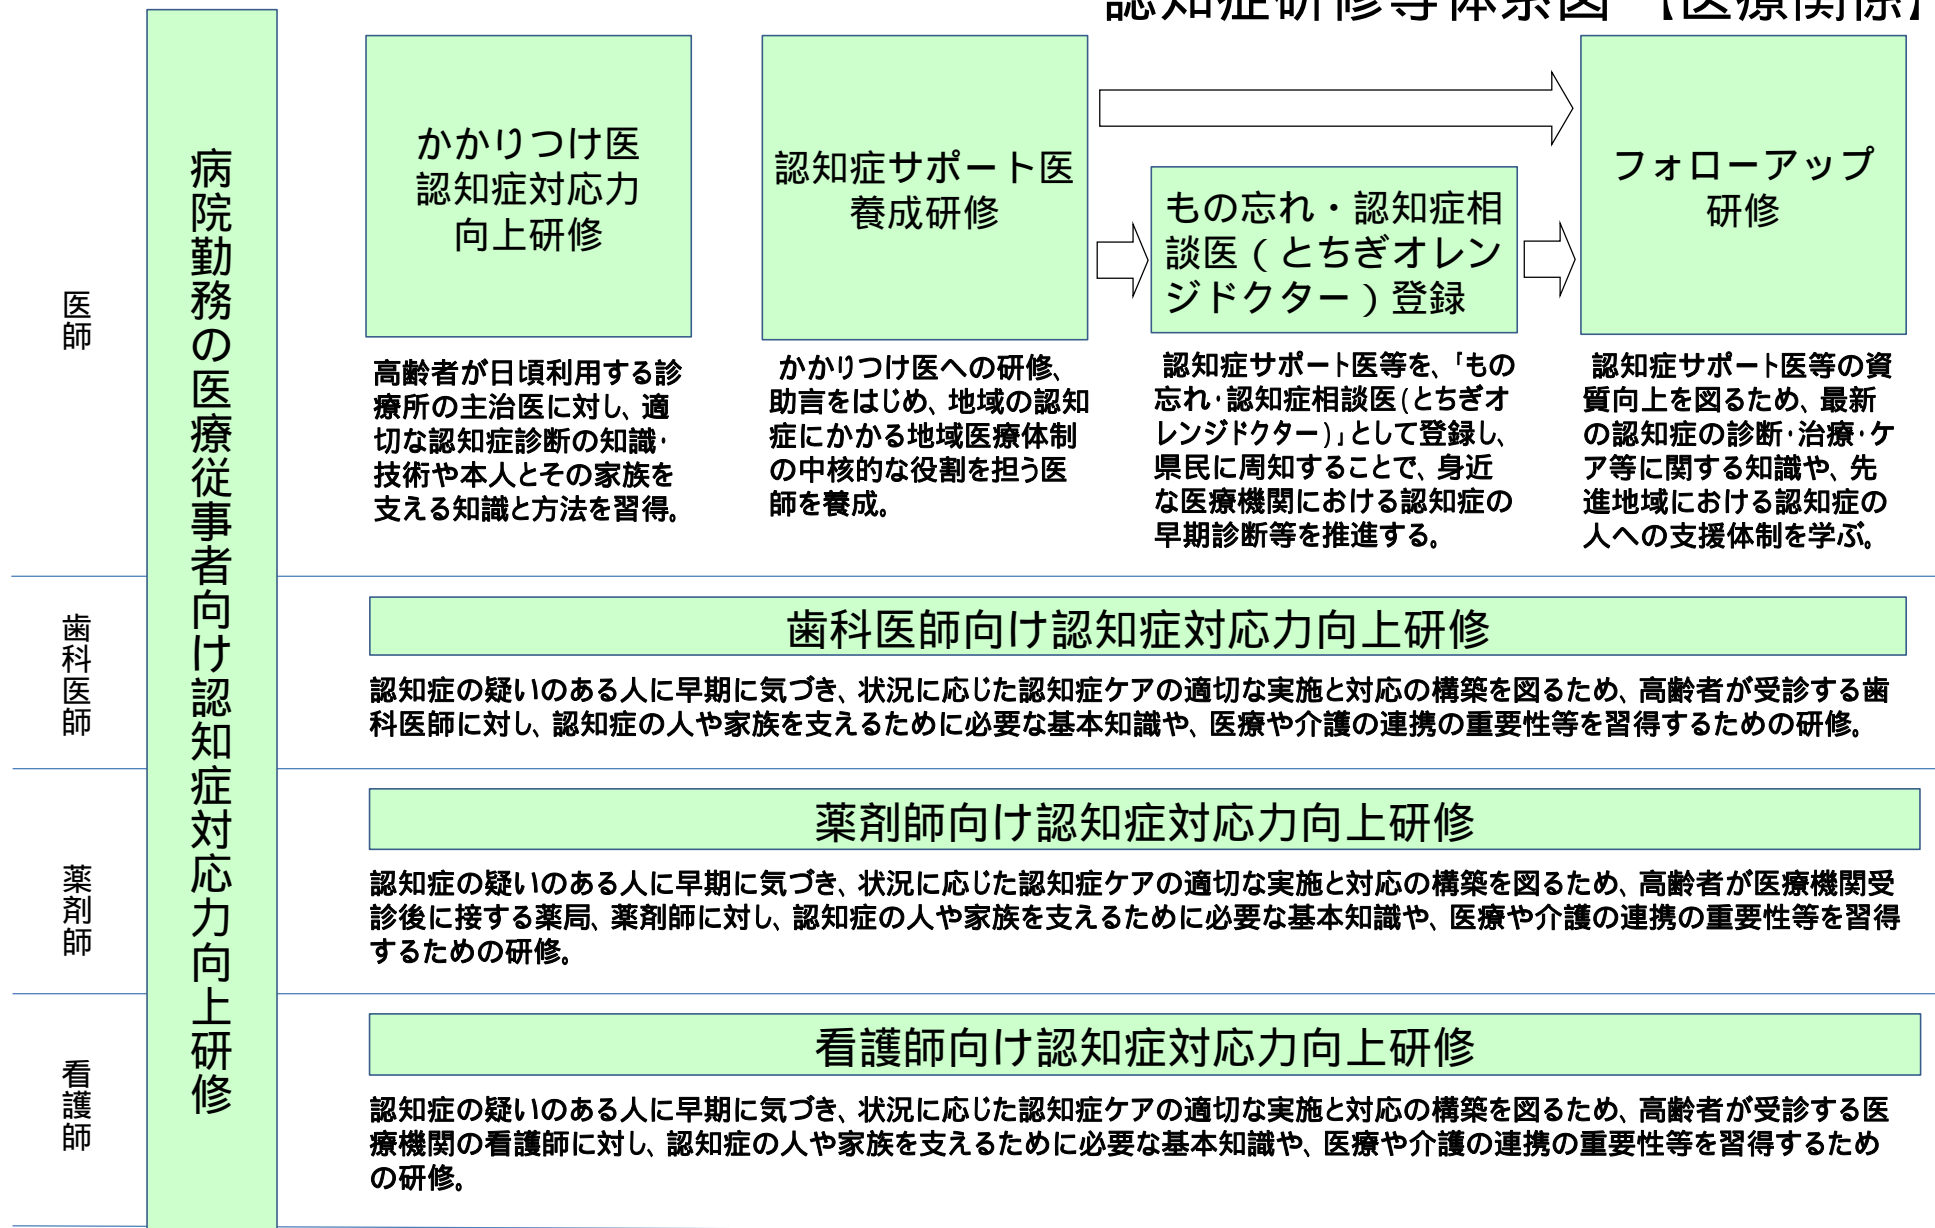 認知症研修等体系図 【医療関係】
医師
病院勤務の医療従事者向け認知症対応力向上研修
かかりつけ医
認知症対応力
向上研修
高齢者が日頃利用する診
療所の主治医に対し、適
切な認知症診断の知識・
技術や本人とその家族を
支える知識と方法を習得。
認知症サポート医
養成研修
かかりつけ医への研修、
助言をはじめ、地域の認知
症にかかる地域医療体制
の中核的な役割を担う医
師を養成。
もの忘れ・認知症相
談医（とちぎオレン
ジドクター）登録
認知症サポート医等を、「もの
忘れ・認知症相談医(とちぎオ
レンジドクター)」として登録し、
県民に周知することで、身近
な医療機関における認知症の
早期診断等を推進する。
フォローアップ
研修
認知症サポート医等の資
質向上を図るため、最新
の認知症の診断・治療・ケ
ア等に関する知識や、先
進地域における認知症の
人への支援体制を学ぶ。
歯科医師
歯科医師向け認知症対応力向上研修
認知症の疑いのある人に早期に気づき、状況に応じた認知症ケアの適切な実施と対応の構築を図るため、高齢者が受診する歯
科医師に対し、認知症の人や家族を支えるために必要な基本知識や、医療や介護の連携の重要性等を習得するための研修。
薬剤師
薬剤師向け認知症対応力向上研修
認知症の疑いのある人に早期に気づき、状況に応じた認知症ケアの適切な実施と対応の構築を図るため、高齢者が医療機関受
診後に接する薬局、薬剤師に対し、認知症の人や家族を支えるために必要な基本知識や、医療や介護の連携の重要性等を習得
するための研修。
看護師
看護師向け認知症対応力向上研修
認知症の疑いのある人に早期に気づき、状況に応じた認知症ケアの適切な実施と対応の構築を図るため、高齢者が受診する医
療機関の看護師に対し、認知症の人や家族を支えるために必要な基本知識や、医療や介護の連携の重要性等を習得するため
の研修。